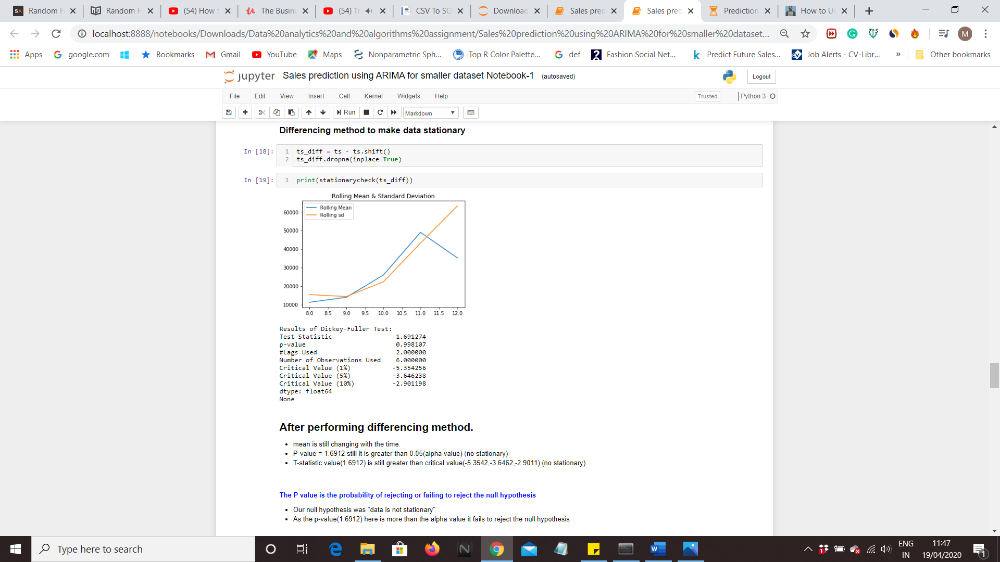 Random F
Random F
(54) How t
The Busine
(54) Tr
CSV To SQ
Download
Sales pred
Sales pred
Prediction
How to Us
localhost:8888/notebooks/Downloads/Data%20analytics%20and%20algorithms%20assignment/Sales%20prediction%20using%20ARIMA%20for%20smaller%20dataset...
M
Apps
google.com
Bookmarks
Gmail
YouTube
Maps
Nonparametric Sph...
Top R Color Palette...
def
Fashion Social Net...
Predict Future Sales...
Job Alerts - CV-Libr...
»
Other bookmarks
jupyter Sales prediction using ARIMA for smaller dataset Notebook-1 (autosaved)
Logout
File Edit View Insert Cell Kernel Widgets Help
Trusted
Python 3
Run
Markdown
Differencing method to make data stationary
In [18]:
1 ts_diff = ts - ts.shift()
2 ts_diff.dropna(inplace=True)
In [19]:
1 print(stationarycheck(ts_diff))
Rolling Mean & Standard Deviation
Rolling Mean
Rolling sd
60000
50000
40000
30000
20000
10000
8.0 8.5 9.0 9.5 10.0 10.5 11.0 11.5 12.0
Results of Dickey-Fuller Test:
Test Statistic 1.691274
p-value 0.998107
#Lags Used 2.000000
Number of Observations Used 6.000000
Critical Value (1%) -5.354256
Critical Value (5%) -3.646238
Critical Value (10%) -2.901198
dtype: float64
None
After performing differencing method.
• mean is still changing with the time.
• P-value = 1.6912 still it is greater than 0.05(alpha value) (no stationary)
• T-statistic value(1.6912) is still greater than critical value(-5.3542,-3.6462,-2.9011) (no stationary)
The P value is the probability of rejecting or failing to reject the null hypothesis
• Our null hypothesis was "data is not stationary"
• As the p-value(1.6912) here is more than the alpha value it fails to reject the null hypothesis
Type here to search
ENG
IN
11:47
19/04/2020
1